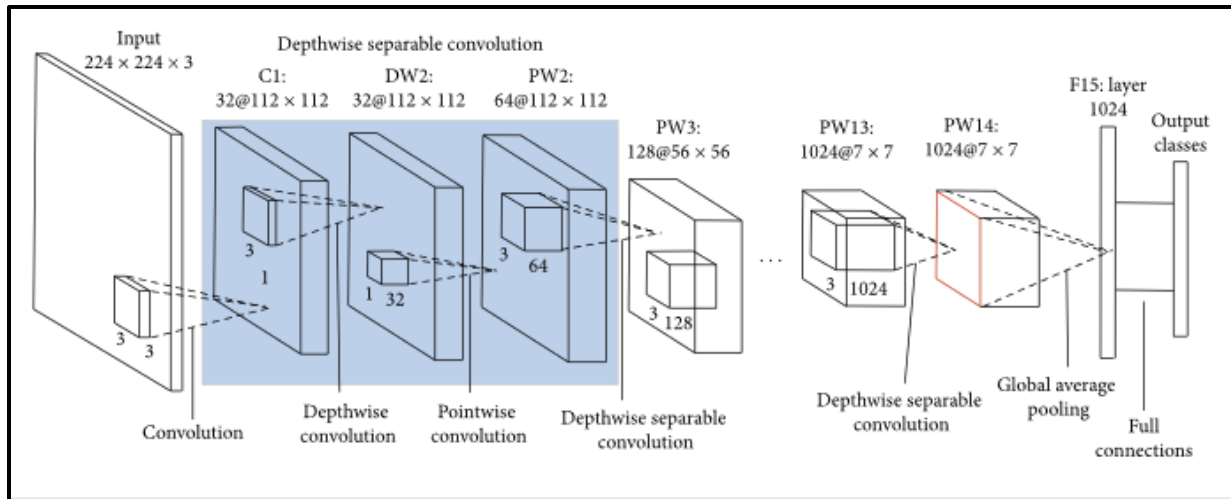 Input
224 × 224 × 3
Depthwise separable convolution
C1:
32@112 × 112
DW2:
32@112 × 112
PW2:
64@112 × 112
PW3:
128@56 × 56
PW13:
1024@7 × 7
PW14:
1024@7 × 7
F15: layer
1024
Output
classes
3
3
3
1
1
32
3
64
3
128
...
3
1024
Convolution
Depthwise
convolution
Pointwise
convolution
Depthwise separable
convolution
Depthwise separable
convolution
Global average
pooling
Full
connections